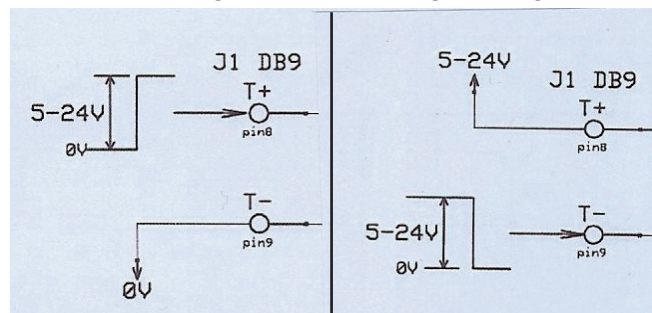 J1 DB9
T+
5-24V
pin8
0V
T-
pin9
0V
5-24V
J1 DB9
T+
pin8
T-
5-24V
pin9
0V